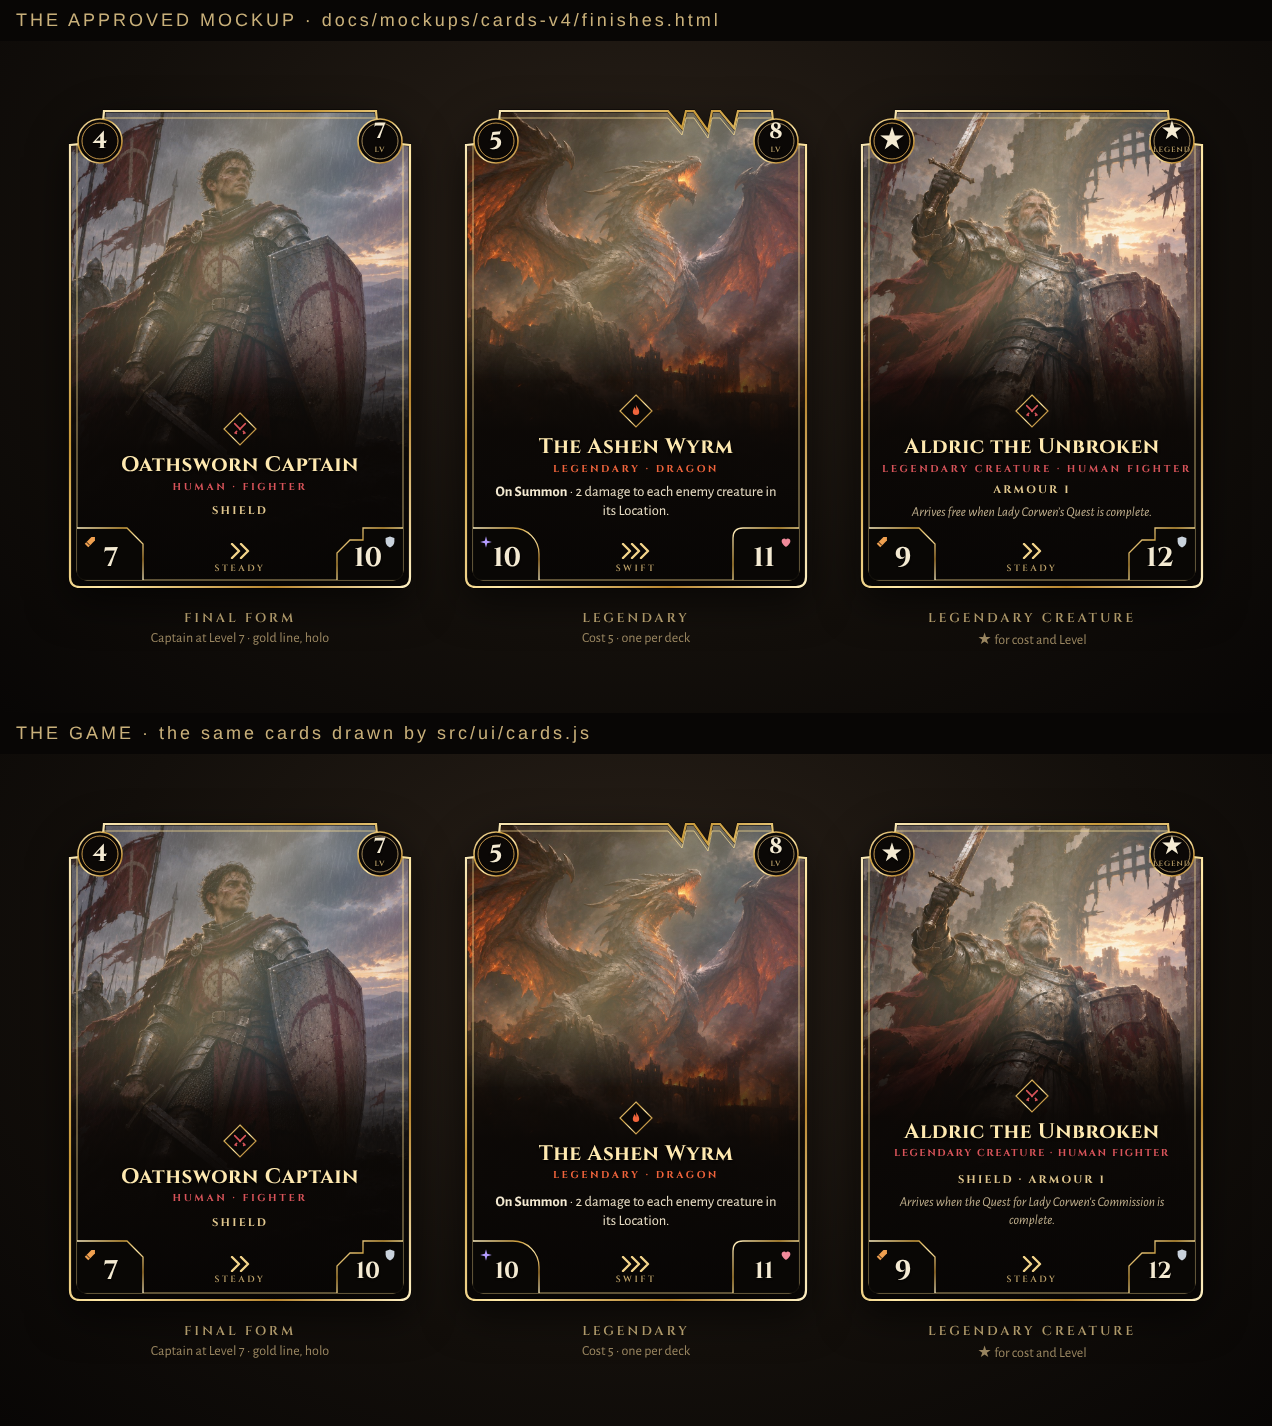 THE APPROVED MOCKUP · docs/mockups/cards-v4/finishes.html
4
7
LV
OATHSWORN CAPTAIN
HUMAN · FIGHTER
SHIELD
7
STEADY
10
FINAL FORM
Captain at Level 7 · gold line, holo
5
8
LV
THE ASHEN WYRM
LEGENDARY · DRAGON
On Summon · 2 damage to each enemy creature in
its Location.
10
SWIFT
11
LEGENDARY
Cost 5 · one per deck
★
★
LEGEND
ALDRIC THE UNBROKEN
LEGENDARY CREATURE · HUMAN FIGHTER
ARMOUR 1
Arrives free when Lady Corwen's Quest is complete.
9
STEADY
12
LEGENDARY CREATURE
★ for cost and Level
THE GAME · the same cards drawn by src/ui/cards.js
4
7
LV
OATHSWORN CAPTAIN
HUMAN · FIGHTER
SHIELD
7
STEADY
10
FINAL FORM
Captain at Level 7 · gold line, holo
5
8
LV
THE ASHEN WYRM
LEGENDARY · DRAGON
On Summon · 2 damage to each enemy creature in
its Location.
10
SWIFT
11
LEGENDARY
Cost 5 · one per deck
★
★
LEGEND
ALDRIC THE UNBROKEN
LEGENDARY CREATURE · HUMAN FIGHTER
SHIELD · ARMOUR 1
Arrives when the Quest for Lady Corwen's Commission is
complete.
9
STEADY
12
LEGENDARY CREATURE
★ for cost and Level